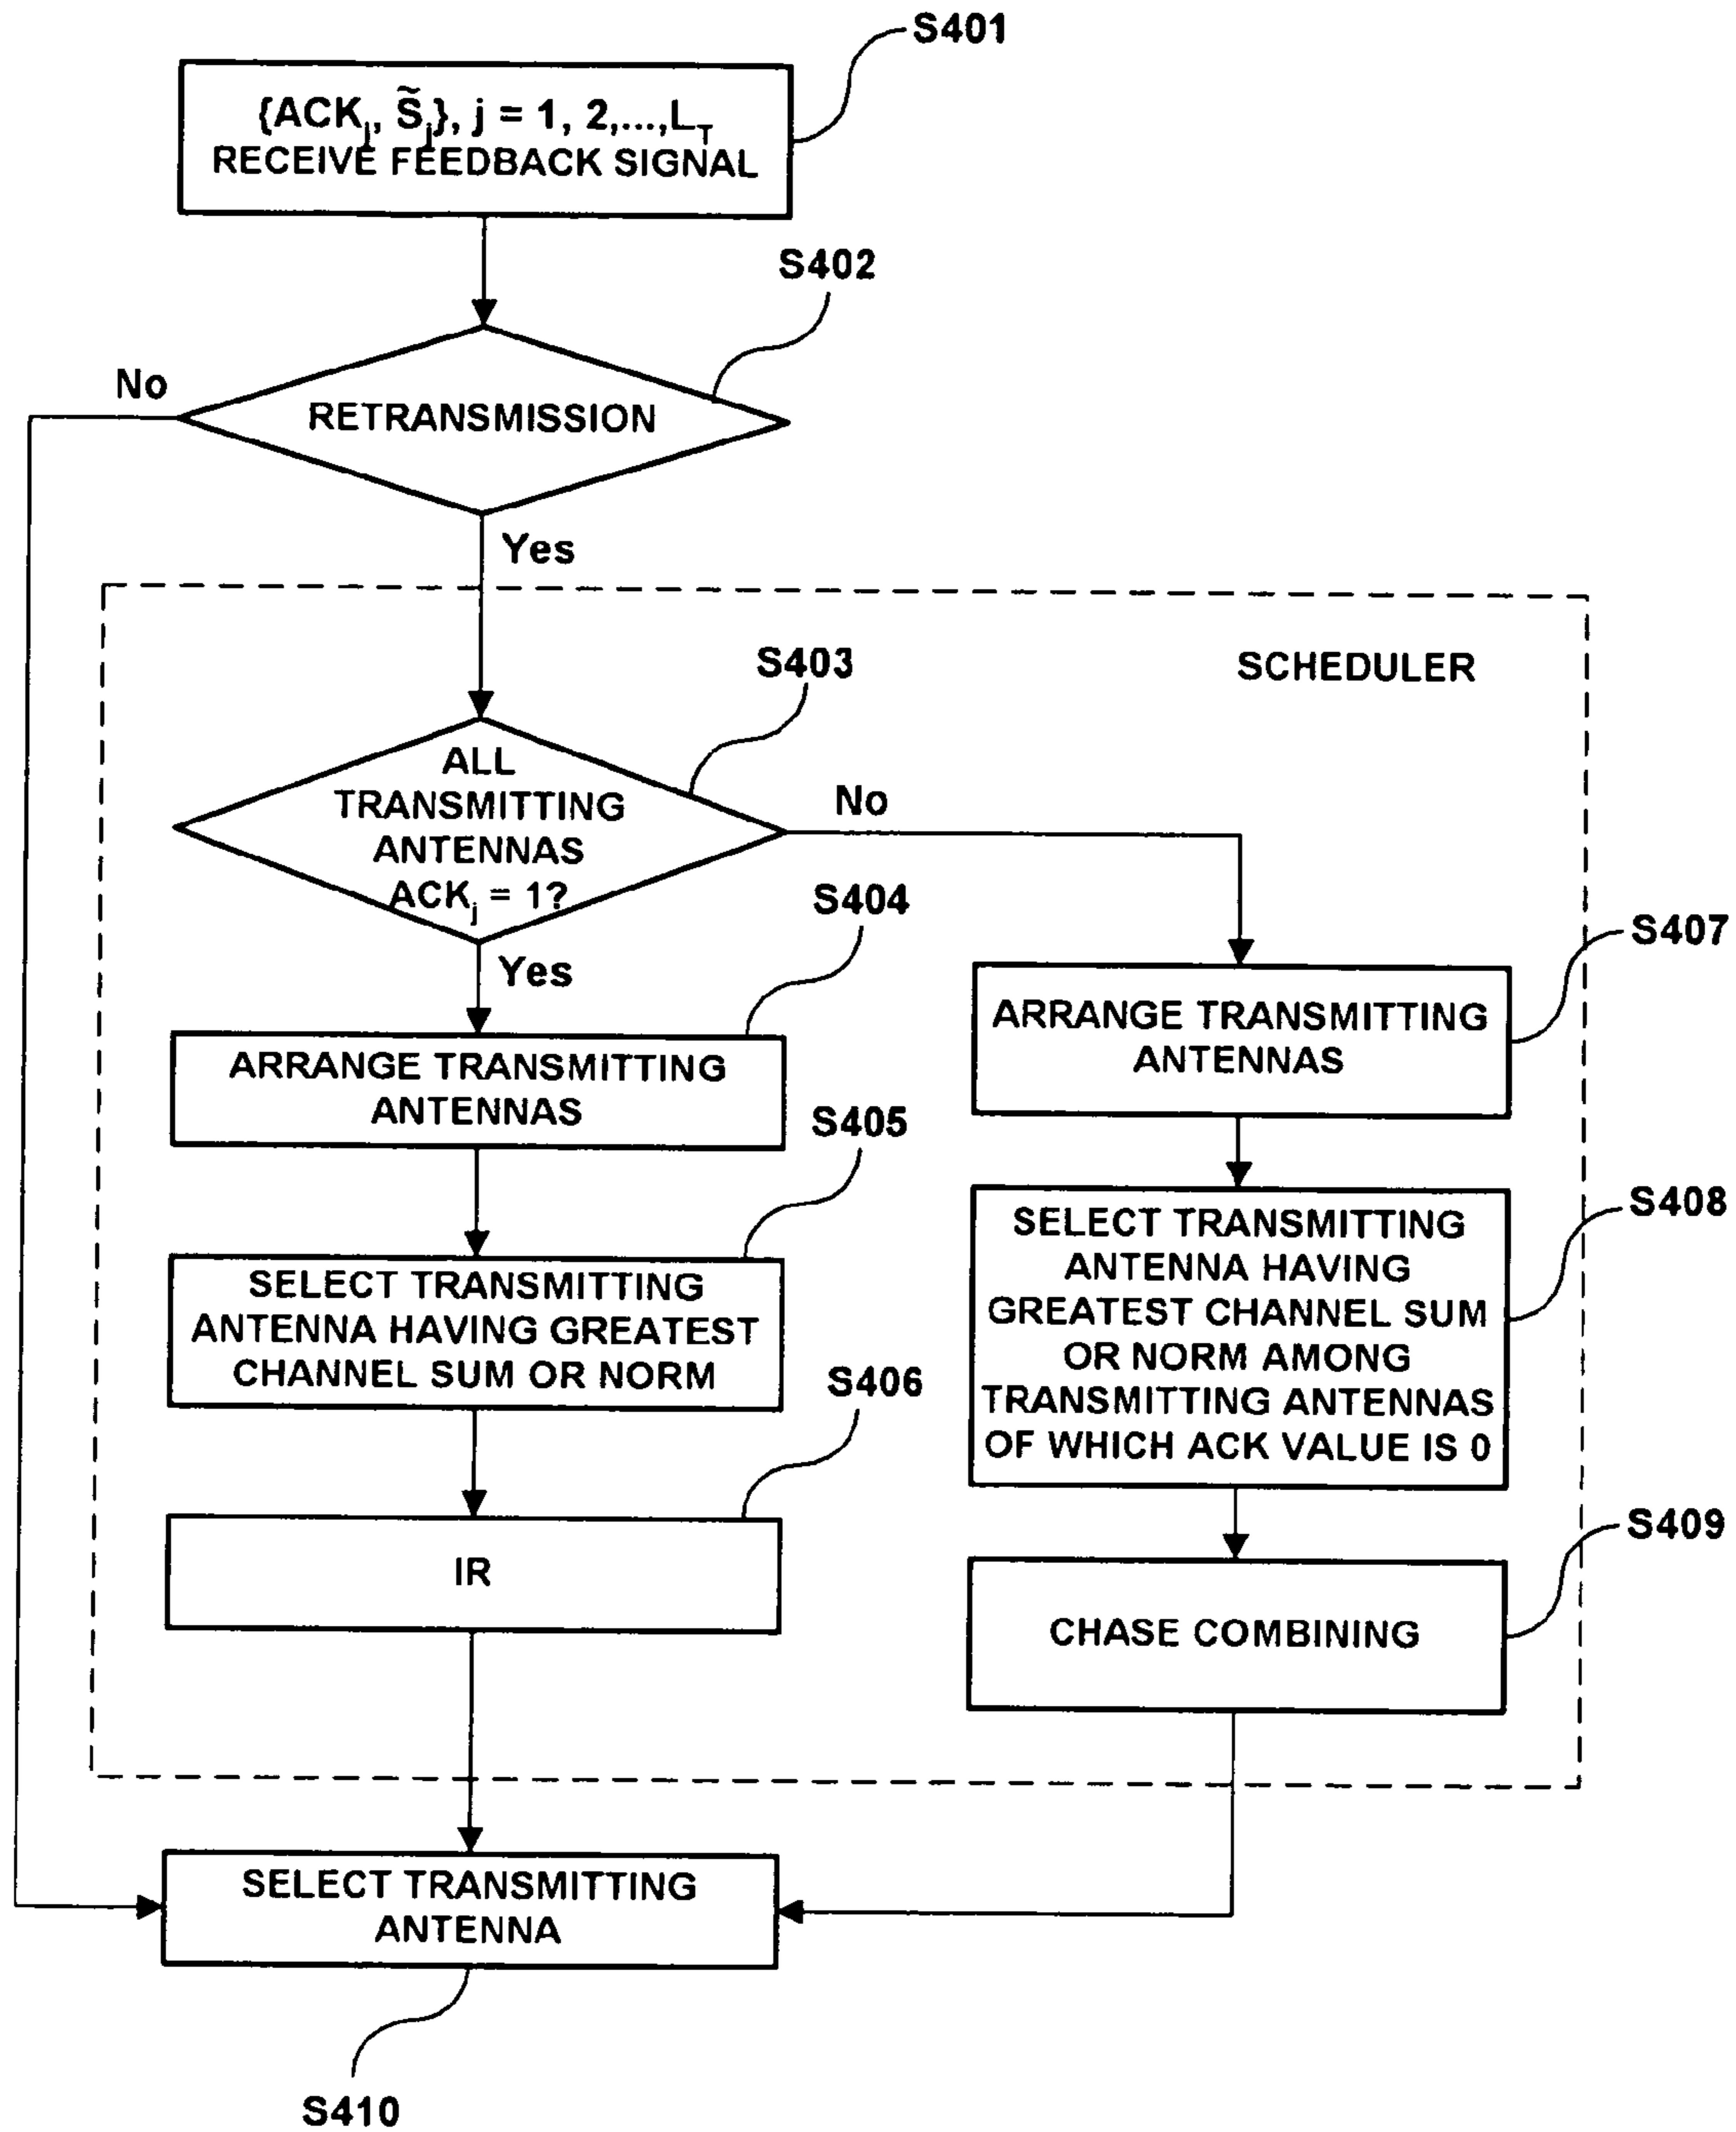 S401
{ACKj, S̃j}, j = 1, 2,...,LT
RECEIVE FEEDBACK SIGNAL
S402
No
RETRANSMISSION
Yes
S403
SCHEDULER
ALL
TRANSMITTING
ANTENNAS
ACKj = 1?
No
S404
Yes
S407
ARRANGE TRANSMITTING
ANTENNAS
ARRANGE TRANSMITTING
ANTENNAS
S405
S408
SELECT TRANSMITTING
ANTENNA HAVING GREATEST
CHANNEL SUM OR NORM
SELECT TRANSMITTING
ANTENNA HAVING
GREATEST CHANNEL SUM
OR NORM AMONG
TRANSMITTING ANTENNAS
OF WHICH ACK VALUE IS 0
S406
IR
S409
CHASE COMBINING
SELECT TRANSMITTING
ANTENNA
S410